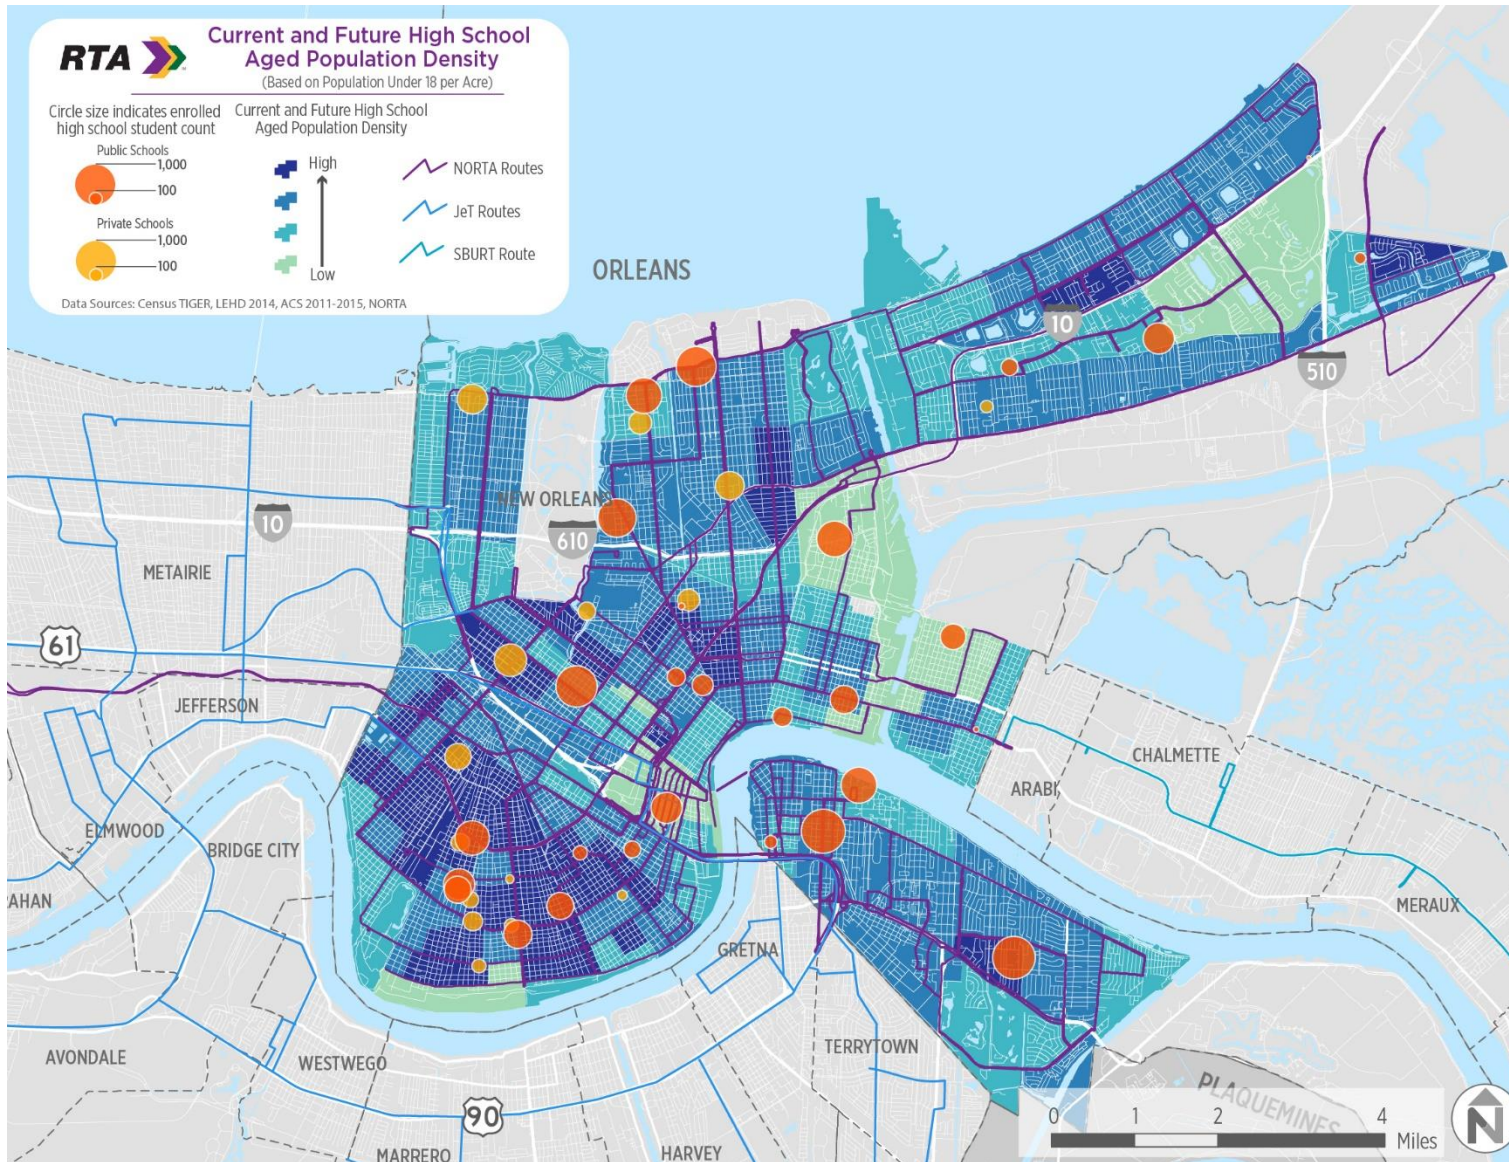 RTA
Current and Future High School
Aged Population Density
(Based on Population Under 18 per Acre)
Circle size indicates enrolled
high school student count
Public Schools
1,000
100
Private Schools
1,000
100
Current and Future High School
Aged Population Density
High
Low
NORTA Routes
JeT Routes
SBURT Route
Data Sources: Census TIGER, LEHD 2014, ACS 2011-2015, NORTA
ORLEANS
10
510
NEW ORLEANS
10
610
METAIRIE
61
JEFFERSON
CHALMETTE
ARABI
ELMWOOD
BRIDGE CITY
RAHAN
MERAUX
GRETNA
AVONDALE
WESTWEGO
TERRYTOWN
PLAQUEMINES
90
MARRERO
HARVEY
0 1 2 4
Miles
N